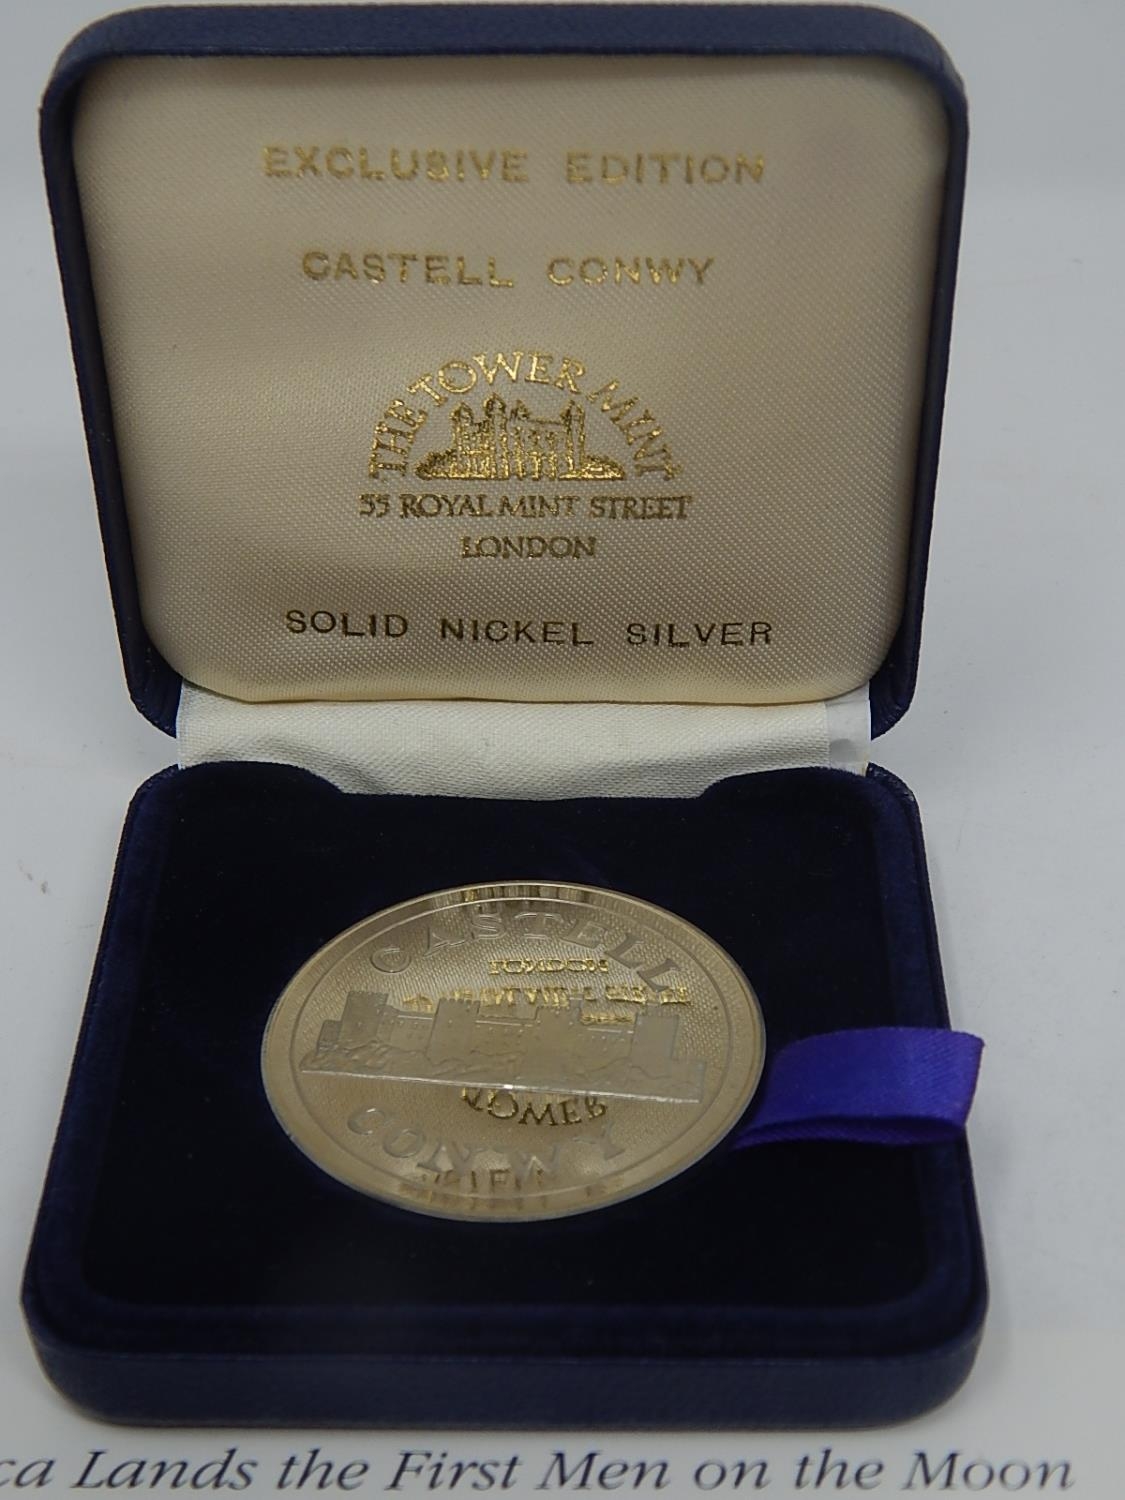 EXCLUSIVE EDITION
CASTELL CONWY
THE TOWER MINT
55 ROYAL MINT STREET
LONDON
SOLID NICKEL SILVER
CASTELL
CONWY
ca Lands the First Men on the Moon